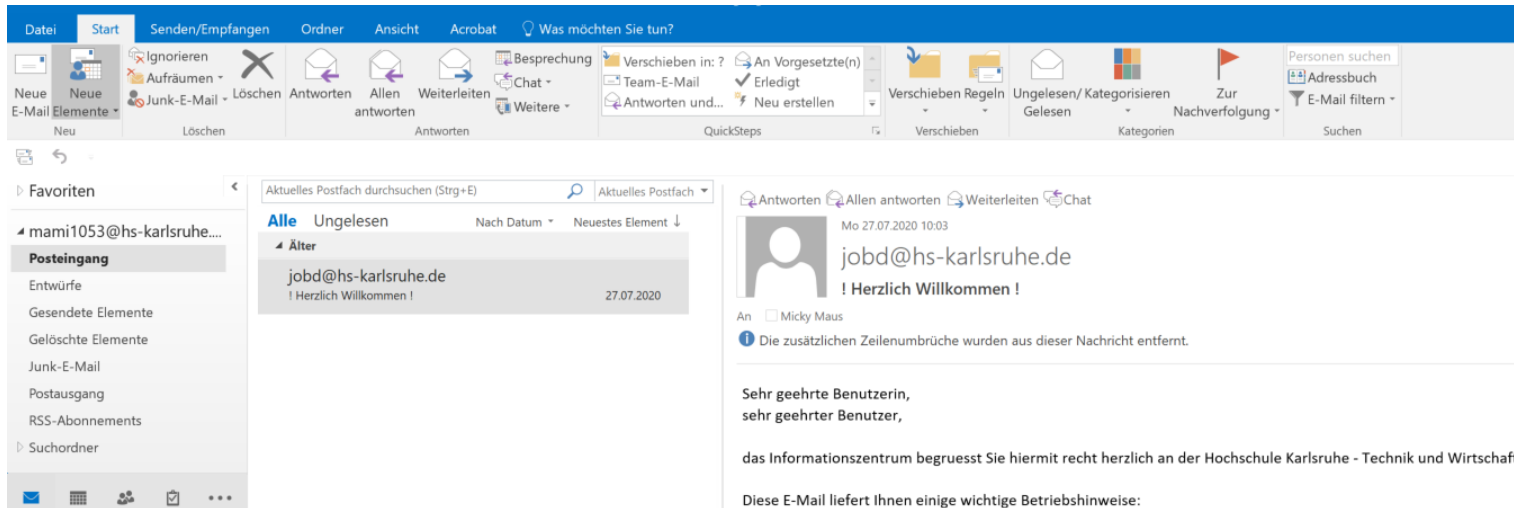 Datei Start Senden/Empfangen Ordner Ansicht Acrobat Was möchten Sie tun?
Neue E-Mail
Neue Elemente
Ignorieren
Aufräumen
Junk-E-Mail
Löschen
Antworten
Allen antworten
Weiterleiten
Besprechung
Chat
Weitere
Verschieben in: ?
Team-E-Mail
Antworten und...
An Vorgesetzte(n)
Erledigt
Neu erstellen
Verschieben
Regeln
Ungelesen/ Gelesen
Kategorisieren
Zur Nachverfolgung
Personen suchen
Adressbuch
E-Mail filtern
Neu Löschen Antworten QuickSteps Verschieben Kategorien Suchen
Favoriten
mami1053@hs-karlsruhe....
Posteingang
Entwürfe
Gesendete Elemente
Gelöschte Elemente
Junk-E-Mail
Postausgang
RSS-Abonnements
Suchordner
Aktuelles Postfach durchsuchen (Strg+E) Aktuelles Postfach
Alle Ungelesen Nach Datum Neuestes Element ↓
Älter
jobd@hs-karlsruhe.de
! Herzlich Willkommen ! 27.07.2020
Antworten Allen antworten Weiterleiten Chat
Mo 27.07.2020 10:03
jobd@hs-karlsruhe.de
! Herzlich Willkommen !
An Micky Maus
Die zusätzlichen Zeilenumbrüche wurden aus dieser Nachricht entfernt.
Sehr geehrte Benutzerin,
sehr geehrter Benutzer,
das Informationszentrum begruesst Sie hiermit recht herzlich an der Hochschule Karlsruhe - Technik und Wirtschaf
Diese E-Mail liefert Ihnen einige wichtige Betriebshinweise: